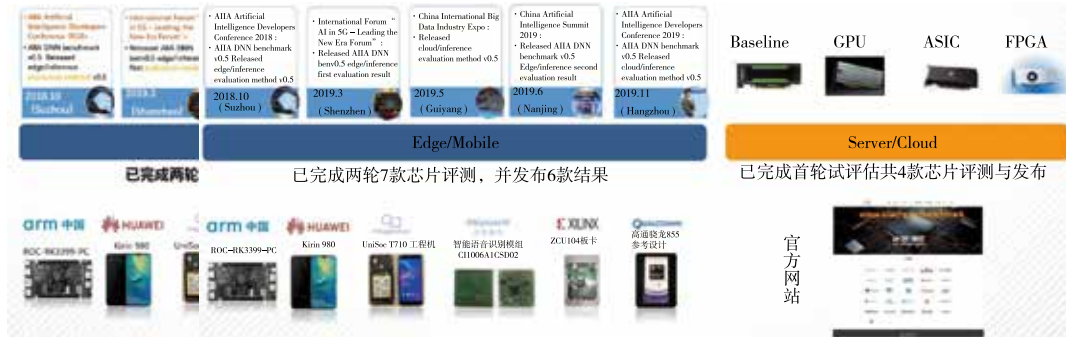 · AIIA Artificial
Intelligence Developers
Conference 2018 :
· AIIA DNN benchmark
v0.5 Released
edge/inference
evaluation method v0.5
2018.10
(Suzhou)
· International Forum “
AI in 5G – Leading the
New Era Forum” :
· Released AIIA DNN
benv0.5 edge/inference
first evaluation result
2019.3
(Shenzhen)
· China International Big
Data Industry Expo :
· Released
cloud/inference
evaluation method v0.5
2019.5
(Guiyang)
· China Artificial
Intelligence Summit
2019 :
· Released AIIA DNN
benchmark v0.5
Edge/inference second
evaluation result
2019.6
(Nanjing)
· AIIA Artificial
Intelligence Developers
Conference 2019 :
· AIIA DNN benchmark
v0.5 Released
cloud/inference
evaluation method v0.5
2019.11
(Hangzhou)
Edge/Mobile
已完成两轮
已完成两轮7款芯片评测，并发布6款结果
arm 中国
HUAWEI
ROC-RK3399-PC
Kirin 980
arm 中国
ROC-RK3399-PC
HUAWEI
Kirin 980
UniSoc T710 工程机
智能语音识别模组
CI1006A1CSD02
XILINX
ZCU104板卡
高通骁龙855
参考设计
Baseline
GPU
ASIC
FPGA
Server/Cloud
已完成首轮试评估共4款芯片评测与发布
官方网站